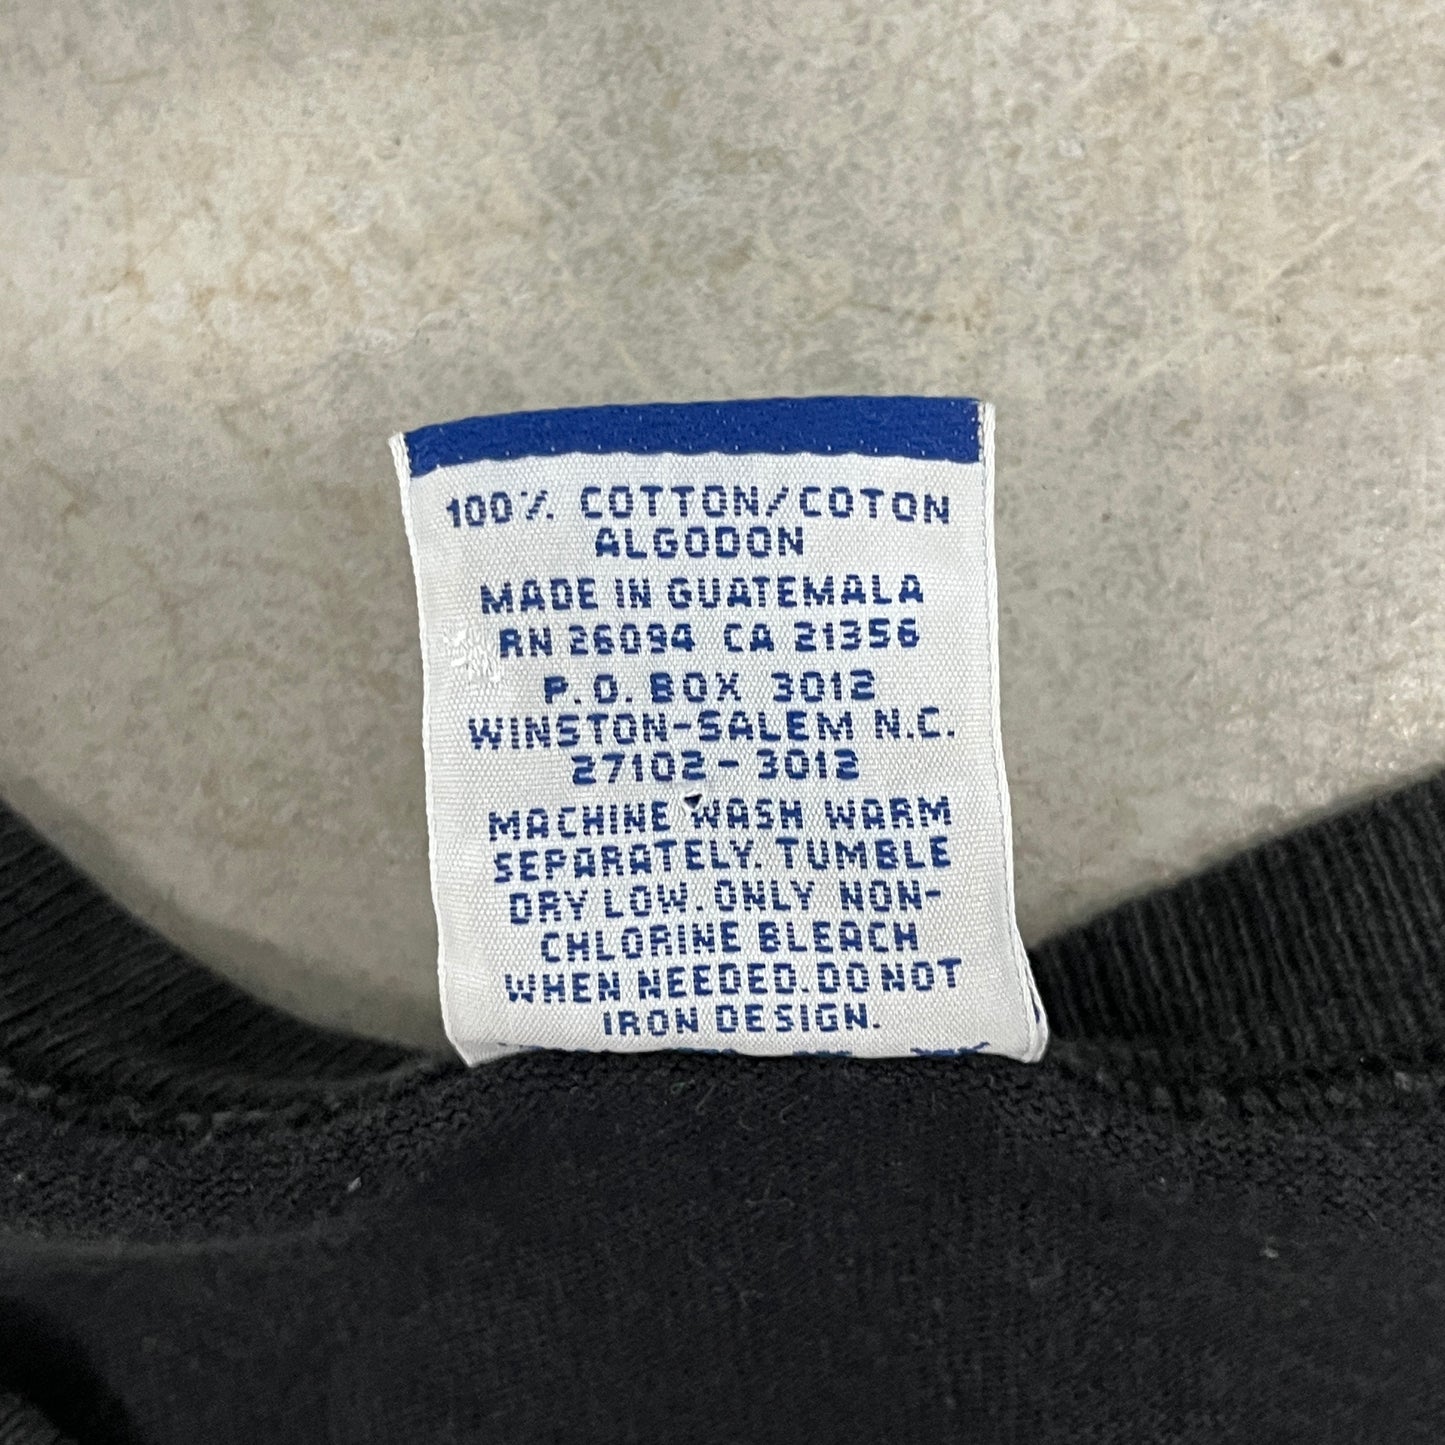 100% COTTON/COTON
ALGODON
MADE IN GUATEMALA
RN 26094 CA 21356
P.O. BOX 3012
WINSTON-SALEM N.C.
27102-3012
MACHINE WASH WARM
SEPARATELY. TUMBLE
DRY LOW. ONLY NON-
CHLORINE BLEACH
WHEN NEEDED. DO NOT
IRON DESIGN.